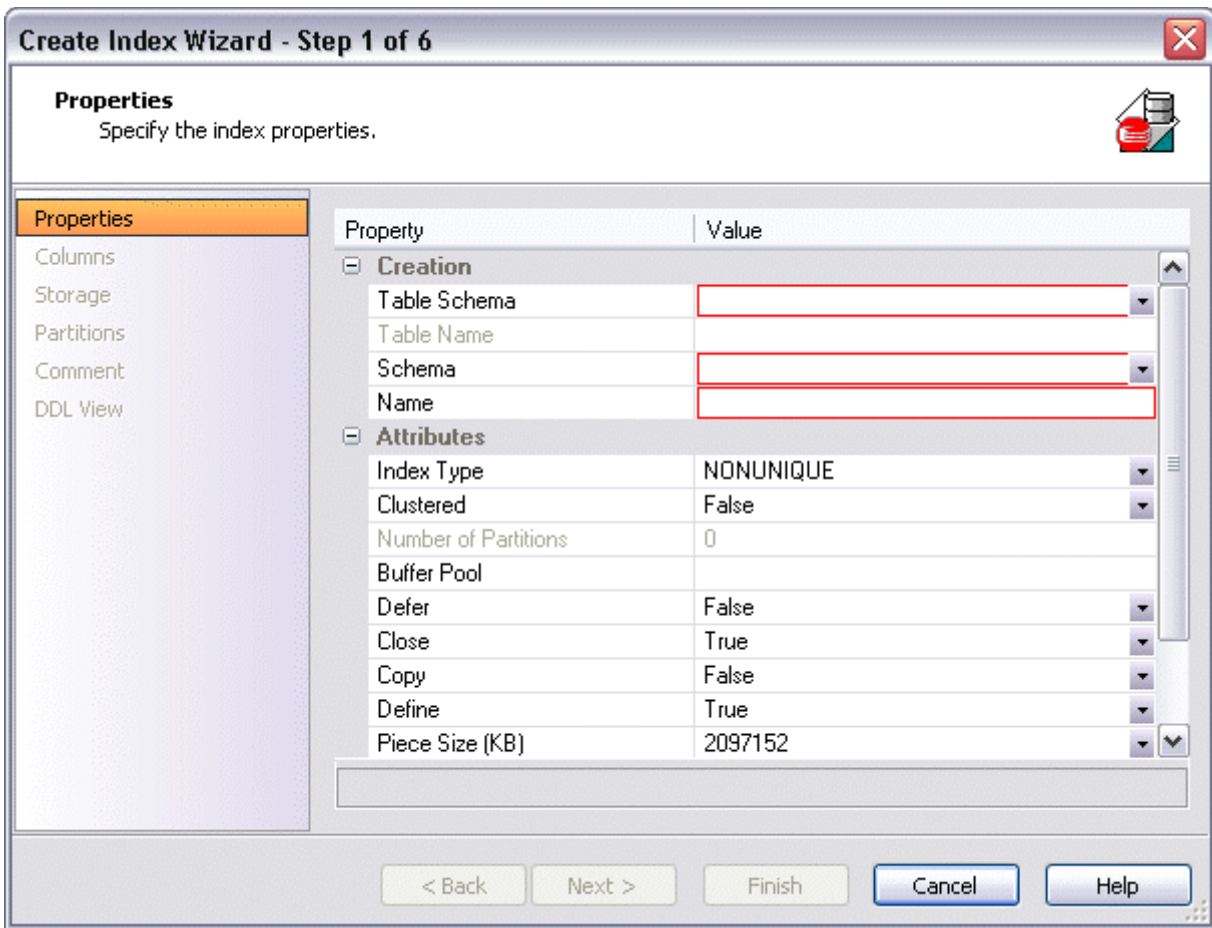 Create Index Wizard - Step 1 of 6
Properties
Specify the index properties.
Properties
Columns
Storage
Partitions
Comment
DDL View
Property Value
Creation
Table Schema
Table Name
Schema
Name
Attributes
Index Type NONUNIQUE
Clustered False
Number of Partitions 0
Buffer Pool
Defer False
Close True
Copy False
Define True
Piece Size (KB) 2097152
< Back Next > Finish Cancel Help